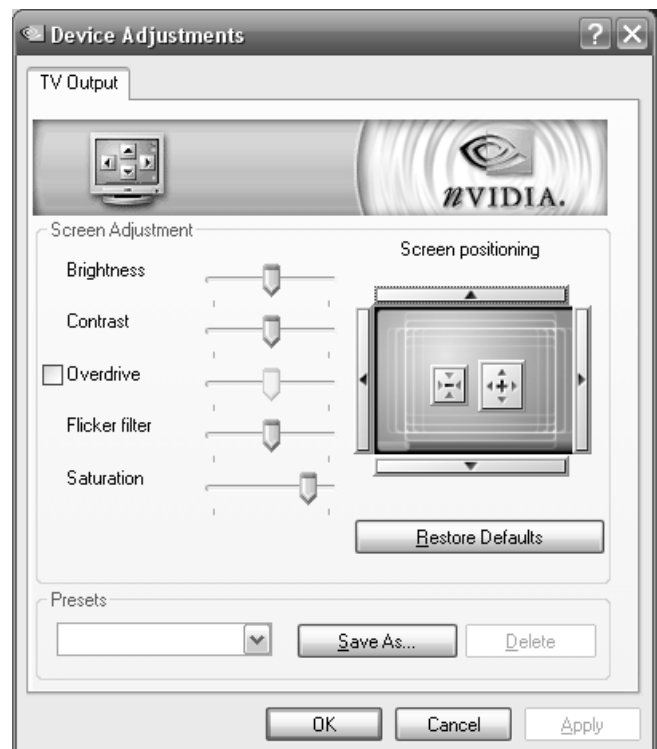 Device Adjustments
TV Output
NVIDIA.
Screen Adjustment
Screen positioning
Brightness
Contrast
Overdrive
Flicker filter
Saturation
Restore Defaults
Presets
Save As...
Delete
OK
Cancel
Apply